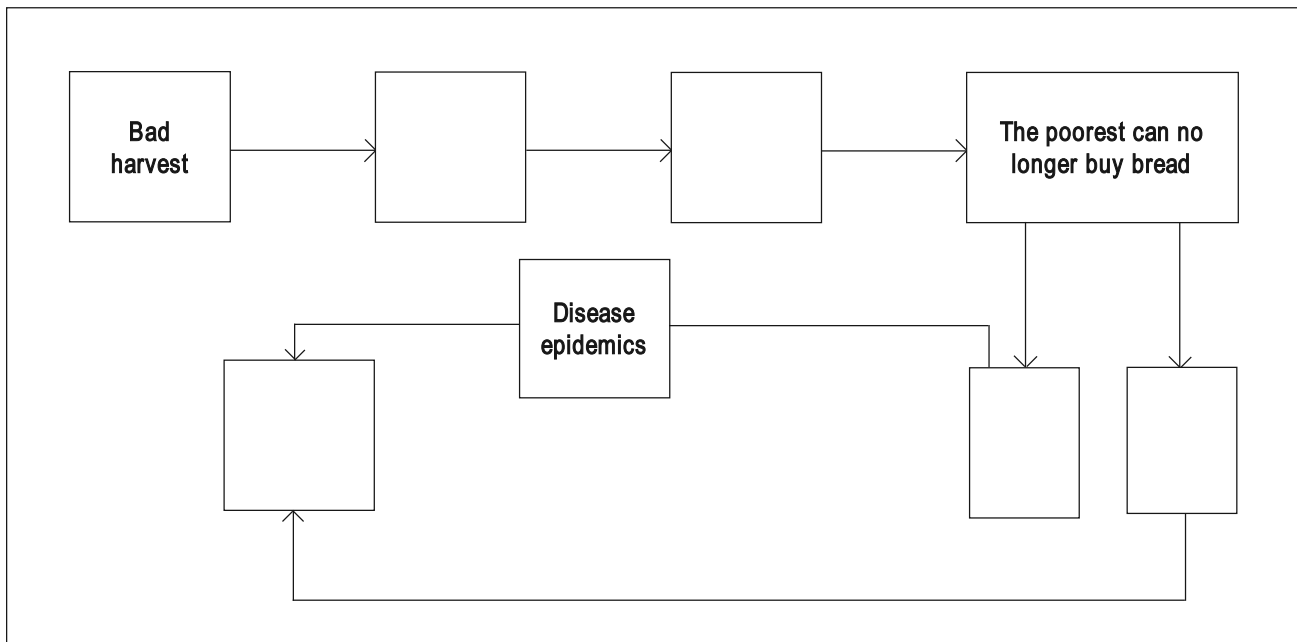 Bad
harvest
The poorest can no
longer buy bread
Disease
epidemics